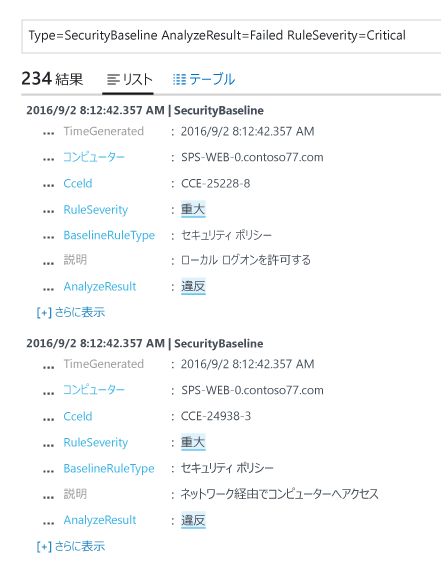 Type=SecurityBaseline AnalyzeResult=Failed RuleSeverity=Critical
234 結果 リスト テーブル
2016/9/2 8:12:42.357 AM | SecurityBaseline
... TimeGenerated : 2016/9/2 8:12:42.357 AM
... コンピューター : SPS-WEB-0.contoso77.com
... CceId : CCE-25228-8
... RuleSeverity : 重大
... BaselineRuleType : セキュリティ ポリシー
... 説明 : ローカル ログオンを許可する
... AnalyzeResult : 違反
[+] さらに表示
2016/9/2 8:12:42.357 AM | SecurityBaseline
... TimeGenerated : 2016/9/2 8:12:42.357 AM
... コンピューター : SPS-WEB-0.contoso77.com
... CceId : CCE-24938-3
... RuleSeverity : 重大
... BaselineRuleType : セキュリティ ポリシー
... 説明 : ネットワーク経由でコンピューターへアクセス
... AnalyzeResult : 違反
[+] さらに表示